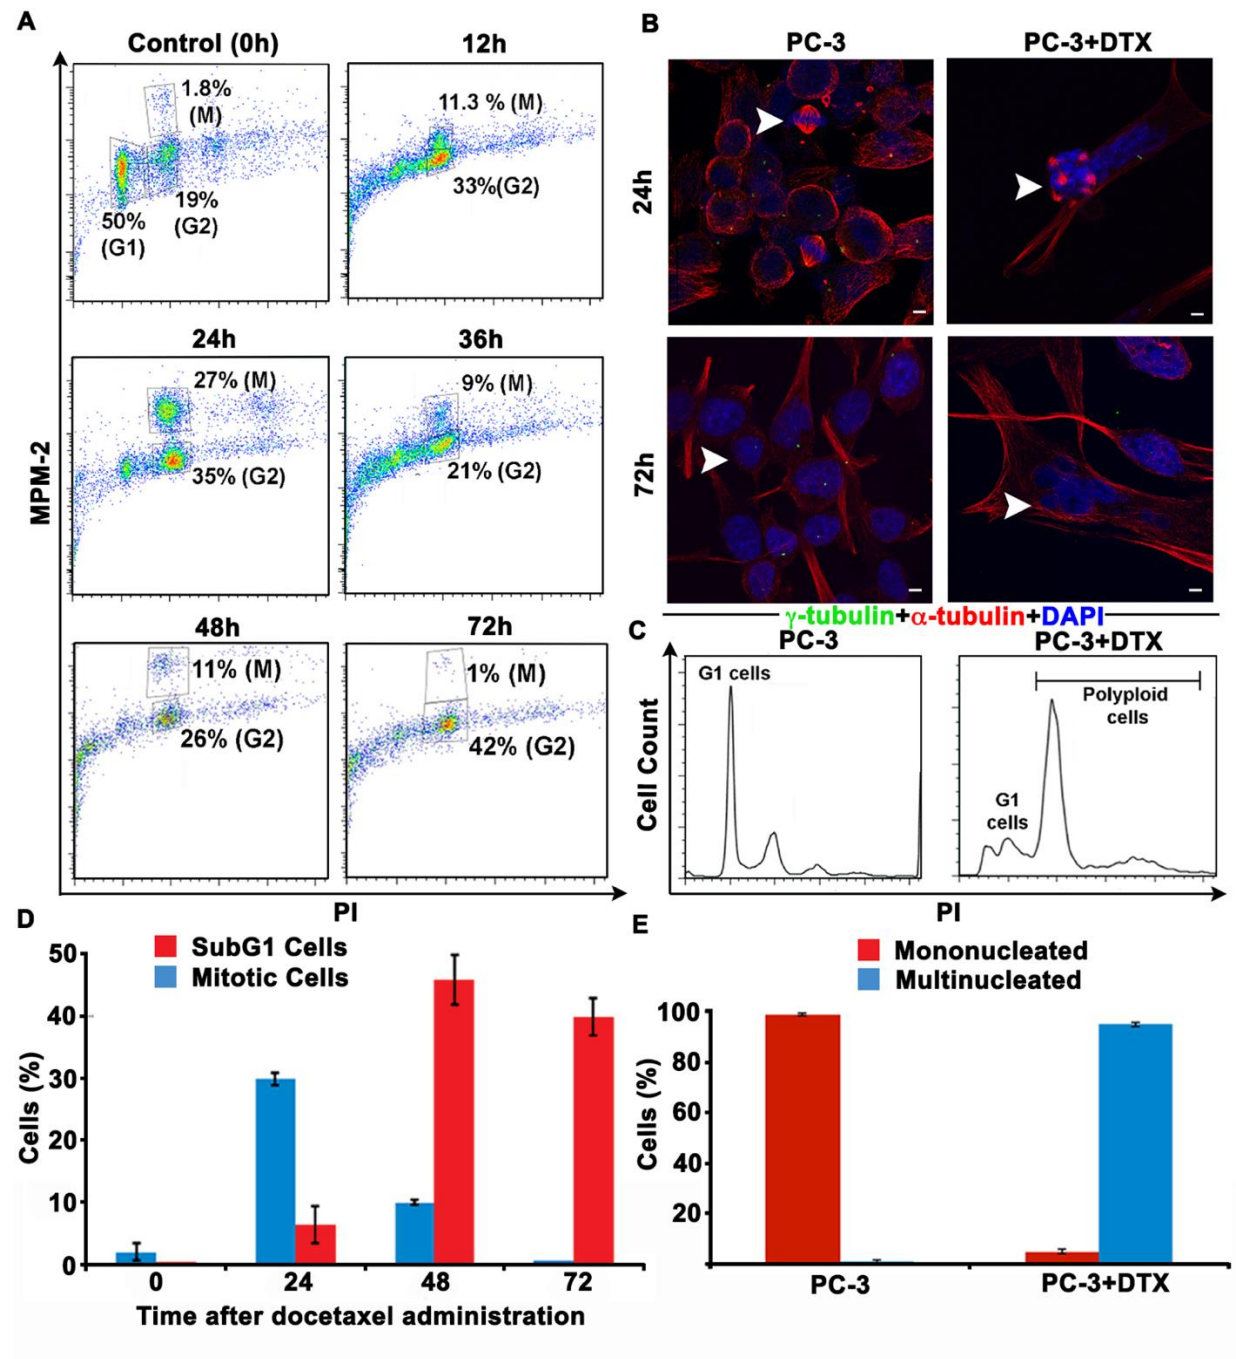 A
Control (0h)
12h
1.8%
(M)
50%
(G1)
19%
(G2)
11.3 % (M)
33%(G2)
24h
36h
27% (M)
35% (G2)
9% (M)
21% (G2)
48h
72h
11% (M)
26% (G2)
1% (M)
42% (G2)
MPM-2
PI
B
PC-3
PC-3+DTX
24h
72h
γ-tubulin+α-tubulin+DAPI
C
PC-3
PC-3+DTX
G1 cells
Polyploid
cells
G1
cells
Cell Count
PI
D
SubG1 Cells
Mitotic Cells
50
40
30
20
10
0
Cells (%)
0
24
48
72
Time after docetaxel administration
E
Mononucleated
Multinucleated
100
80
60
40
20
Cells (%)
PC-3
PC-3+DTX